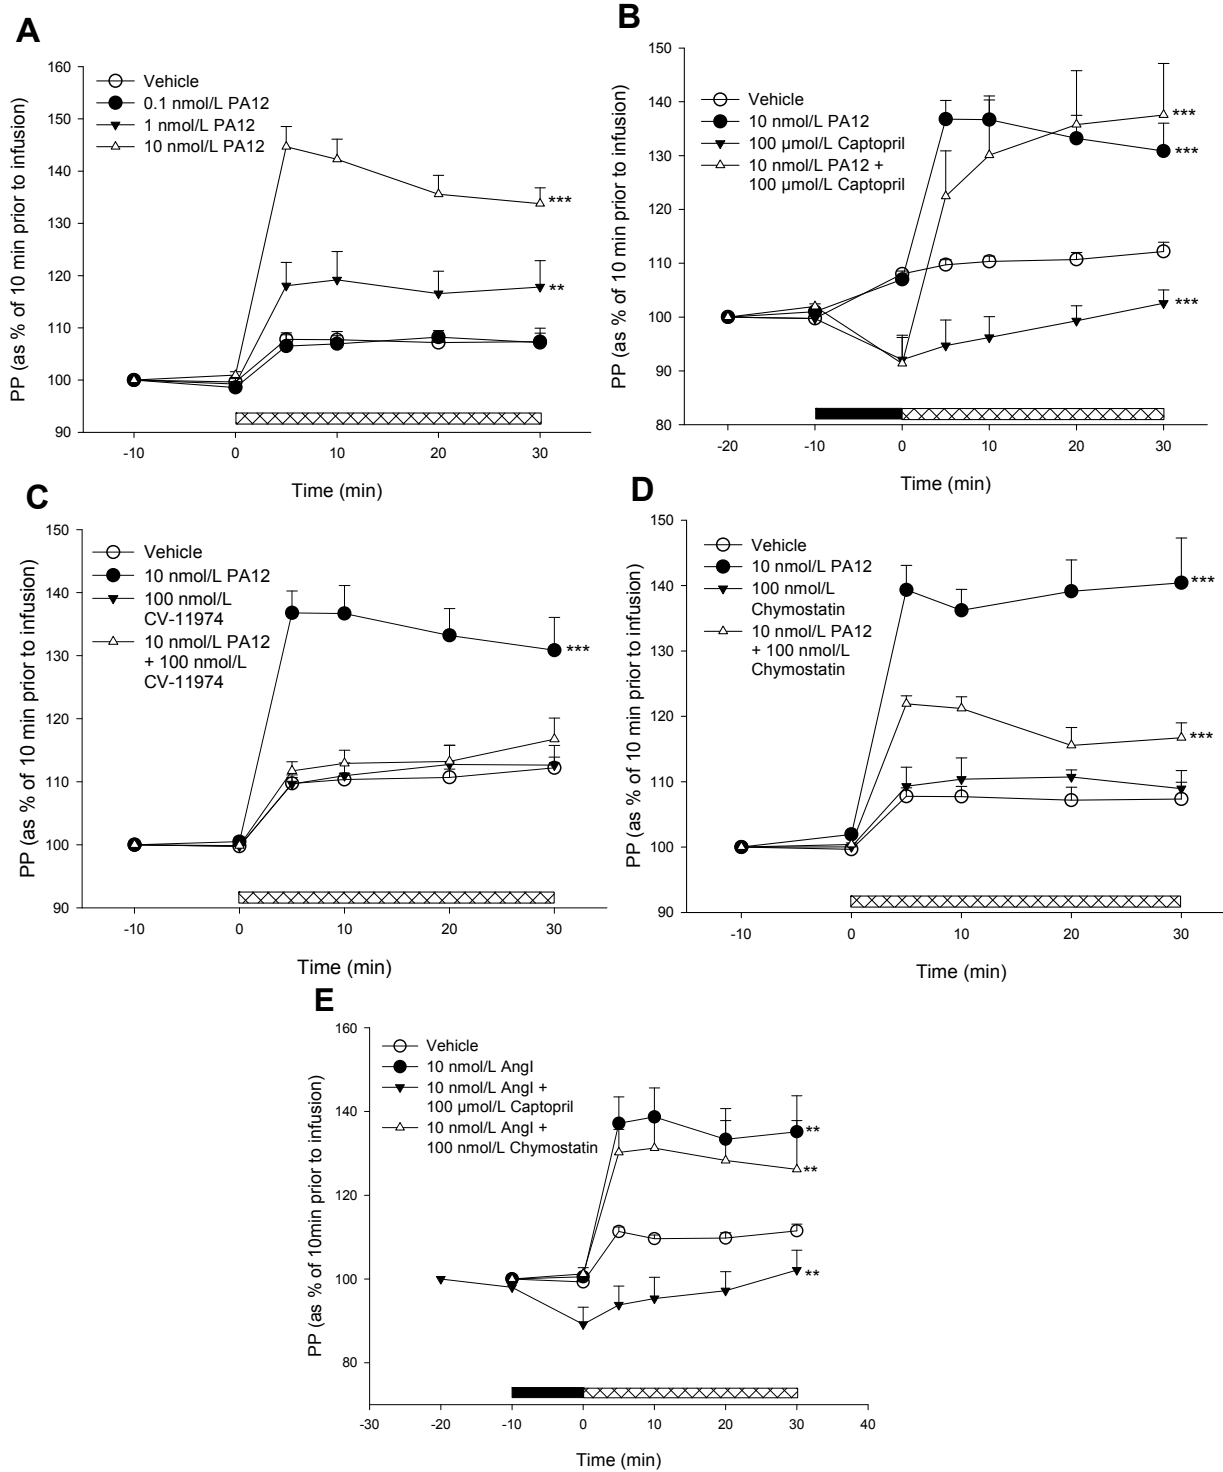 A
PP (as % of 10 min prior to infusion)
160
150
140
130
120
110
100
90
Vehicle
0.1 nmol/L PA12
1 nmol/L PA12
10 nmol/L PA12
***
**
-10 0 10 20 30
Time (min)
B
PP (as % of 10 min prior to infusion)
150
140
130
120
110
100
90
80
Vehicle
10 nmol/L PA12
100 µmol/L Captopril
10 nmol/L PA12 +
100 µmol/L Captopril
***
***
***
-20 -10 0 10 20 30
Time (min)
C
PP (as % of 10 min prior to infusion)
150
140
130
120
110
100
90
Vehicle
10 nmol/L PA12
100 nmol/L
CV-11974
10 nmol/L PA12
+ 100 nmol/L
CV-11974
***
-10 0 10 20 30
Time (min)
D
PP (as % of 10 min prior to infusion)
150
140
130
120
110
100
90
Vehicle
10 nmol/L PA12
100 nmol/L
Chymostatin
10 nmol/L PA12
+ 100 nmol/L
Chymostatin
***
***
-10 0 10 20 30
Time (min)
E
PP (as % of 10min prior to infusion)
160
140
120
100
80
Vehicle
10 nmol/L AngI
10 nmol/L AngI +
100 µmol/L Captopril
10 nmol/L AngI +
100 nmol/L Chymostatin
**
**
**
-30 -20 -10 0 10 20 30 40
Time (min)